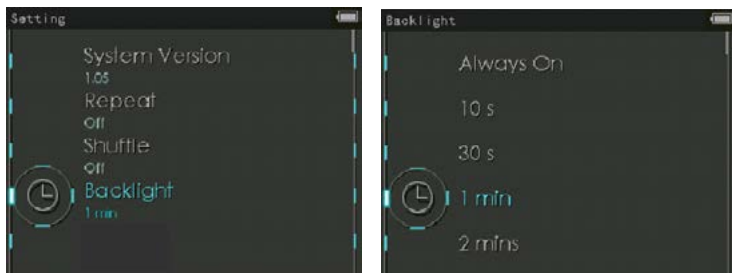 Setting
System Version
1.05
Repeat
Off
Shuffle
Off
Backlight
1 min
Backlight
Always On
10 s
30 s
1 min
2 mins